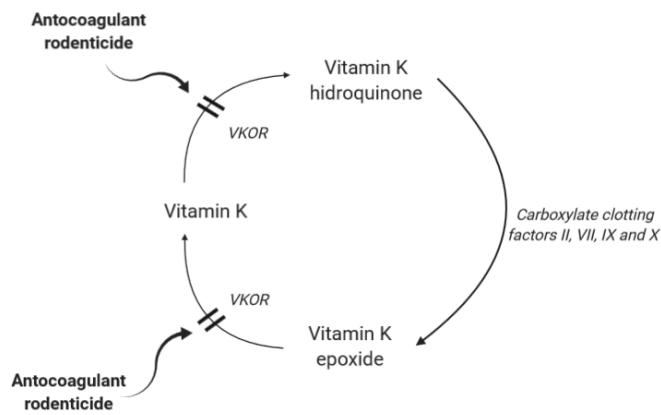 Antocoagulant
rodenticide
Vitamin K
hidroquinone
VKOR
Vitamin K
Carboxylate clotting
factors II, VII, IX and X
VKOR
Vitamin K
epoxide
Antocoagulant
rodenticide